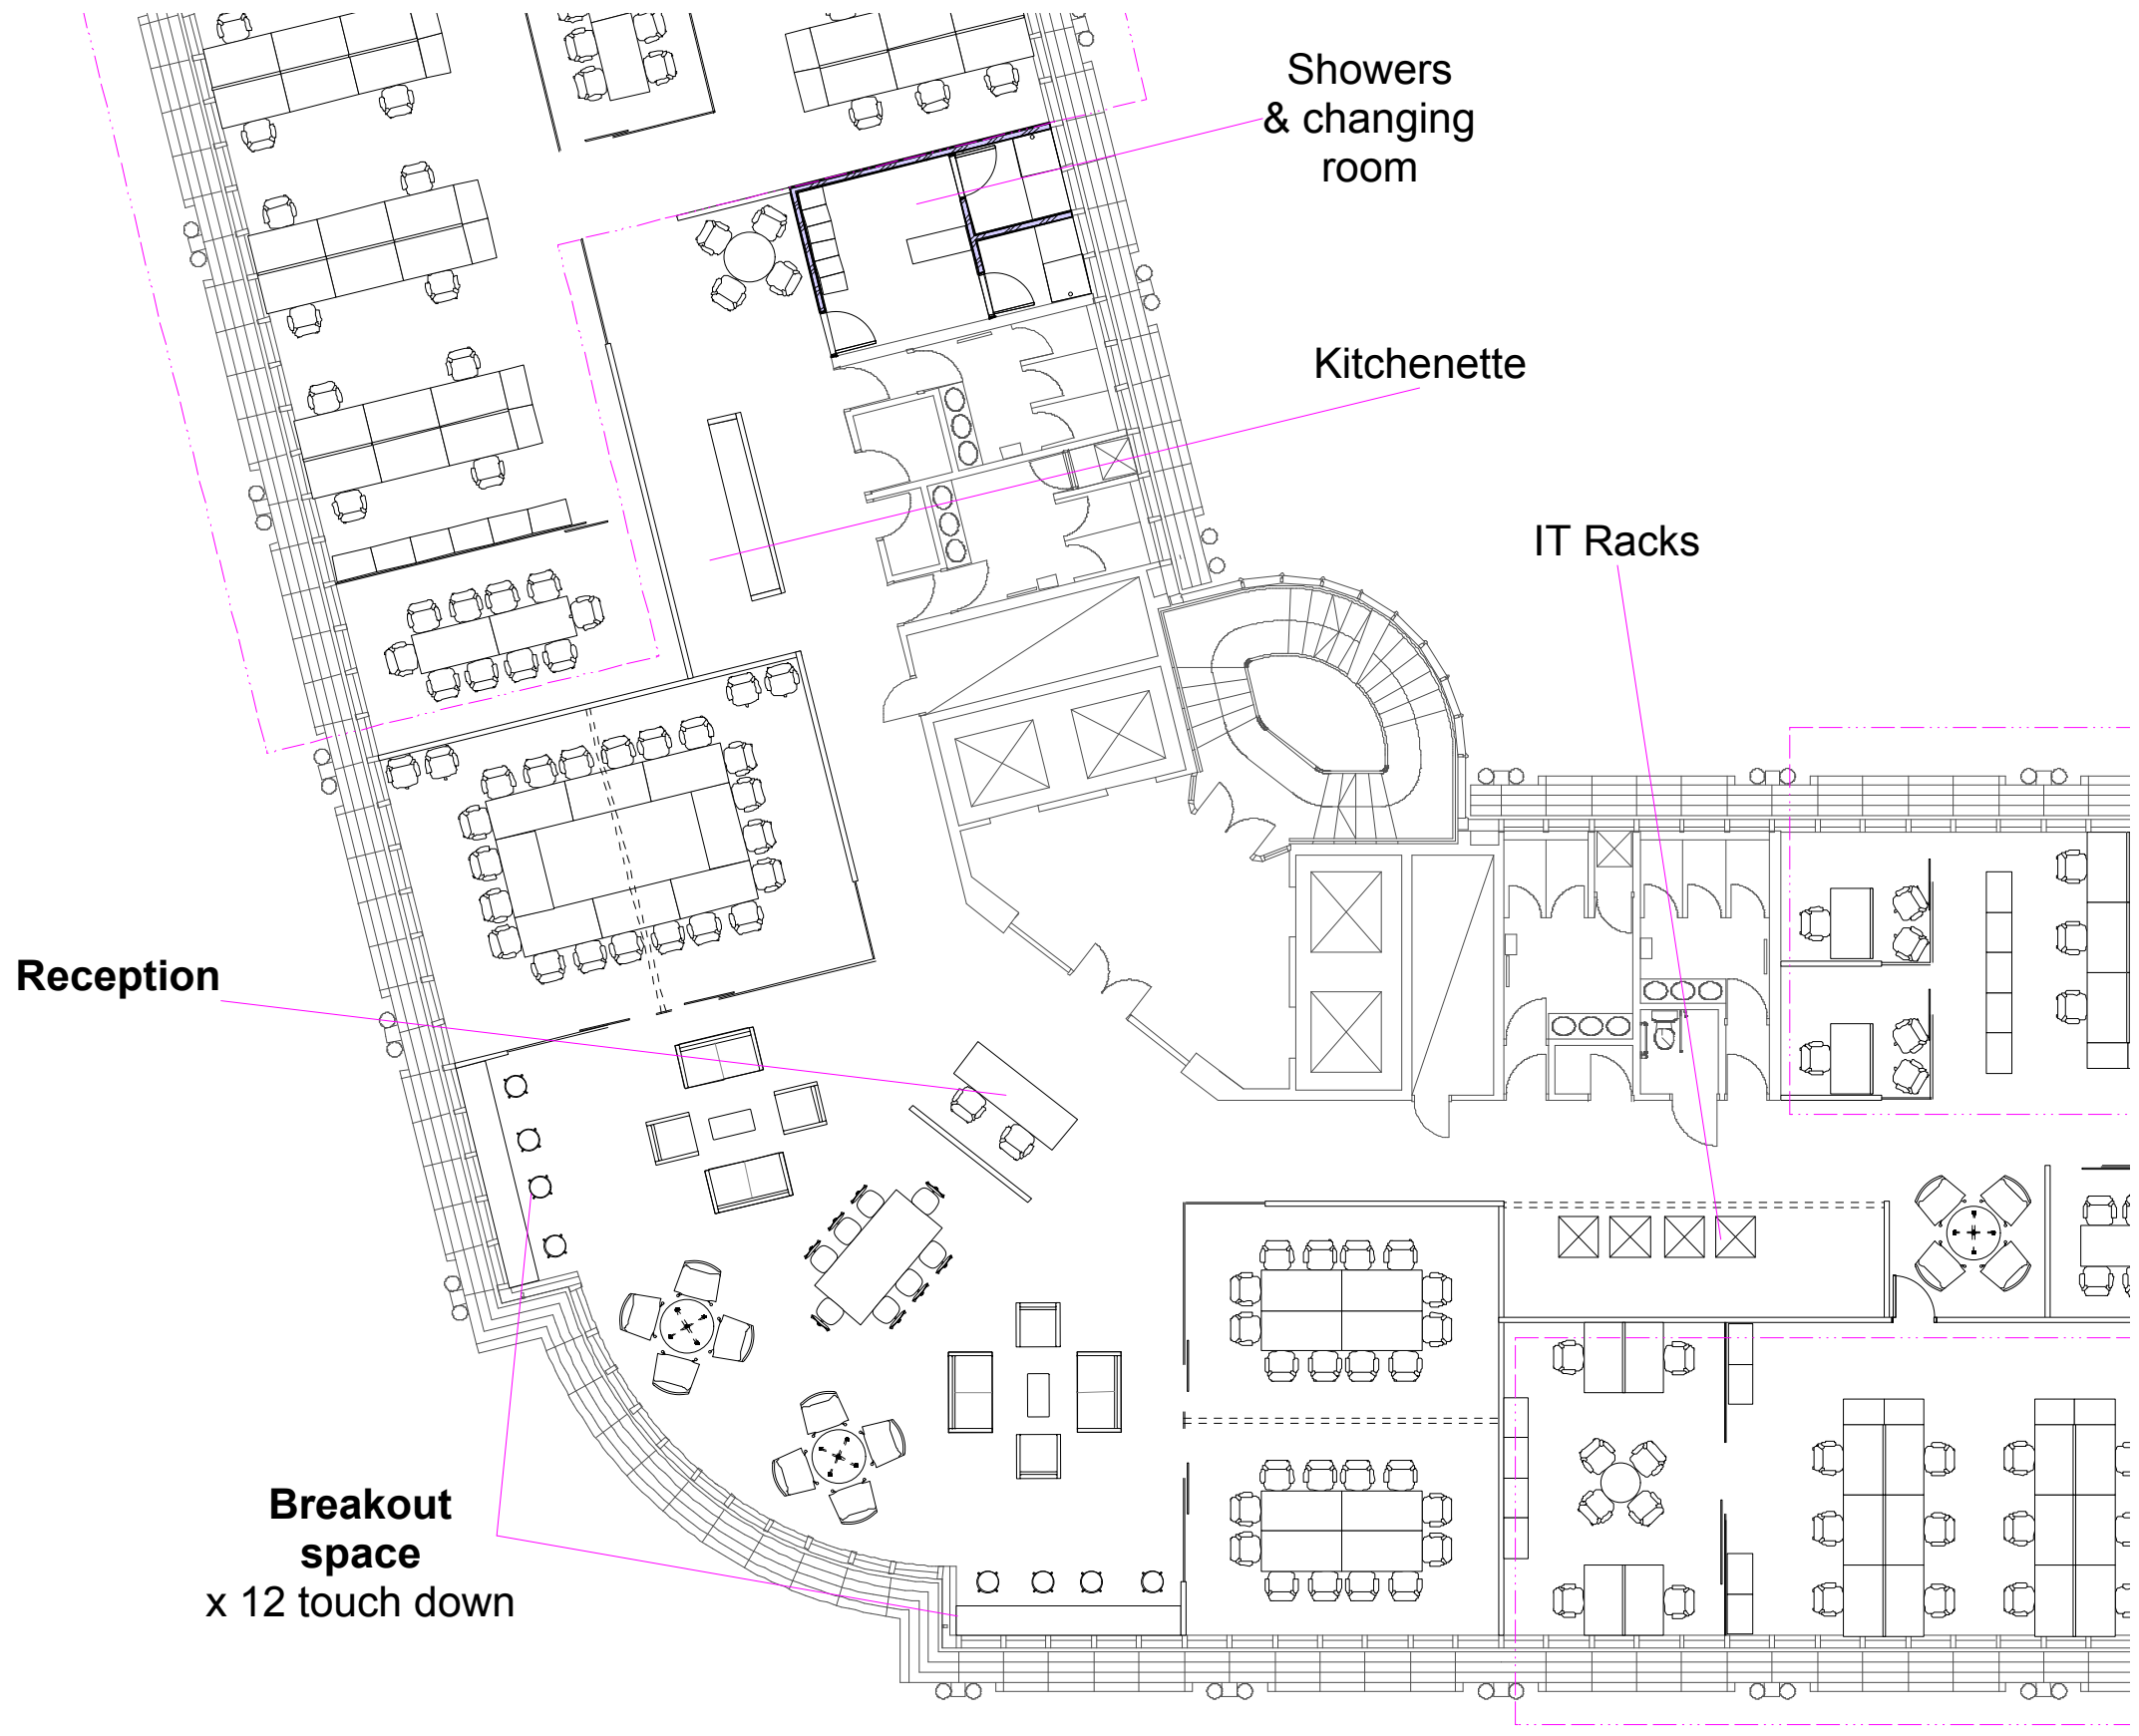 Showers
& changing
room
Kitchenette
IT Racks
Reception
Breakout
space
x 12 touch down